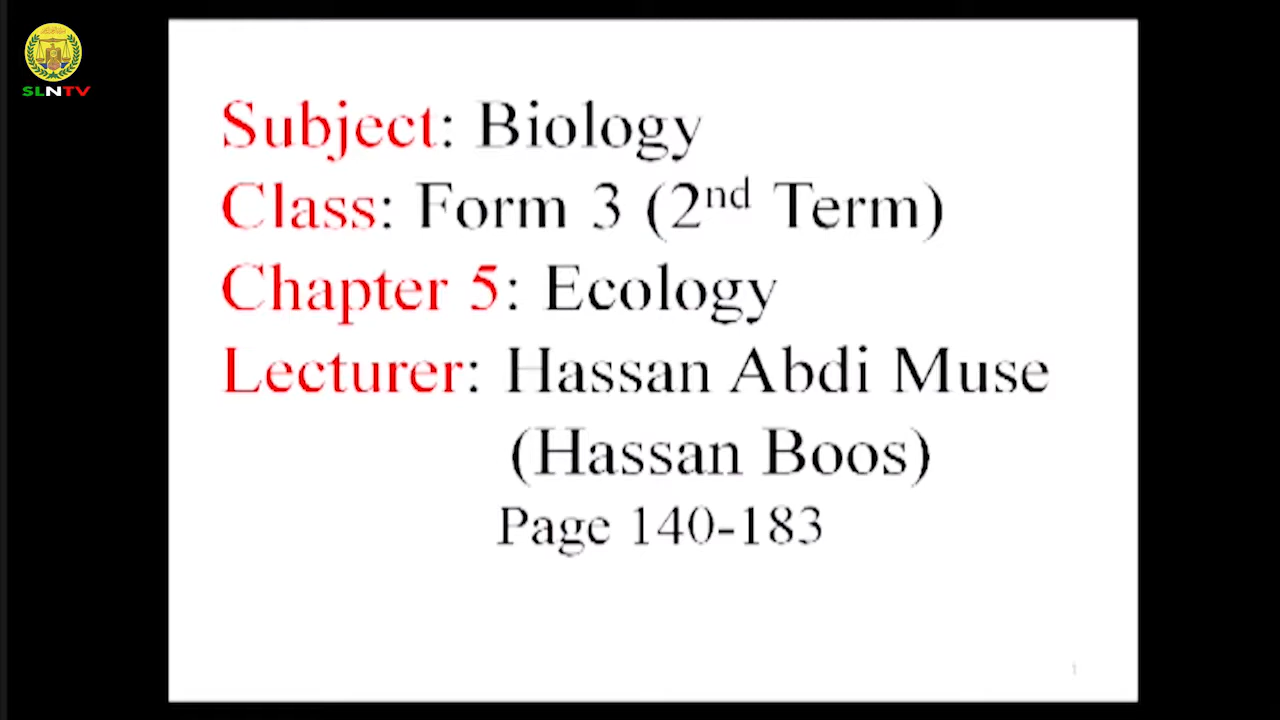 SLNTV
Subject: Biology
Class: Form 3 (2nd Term)
Chapter 5: Ecology
Lecturer: Hassan Abdi Muse
(Hassan Boos)
Page 140-183
1